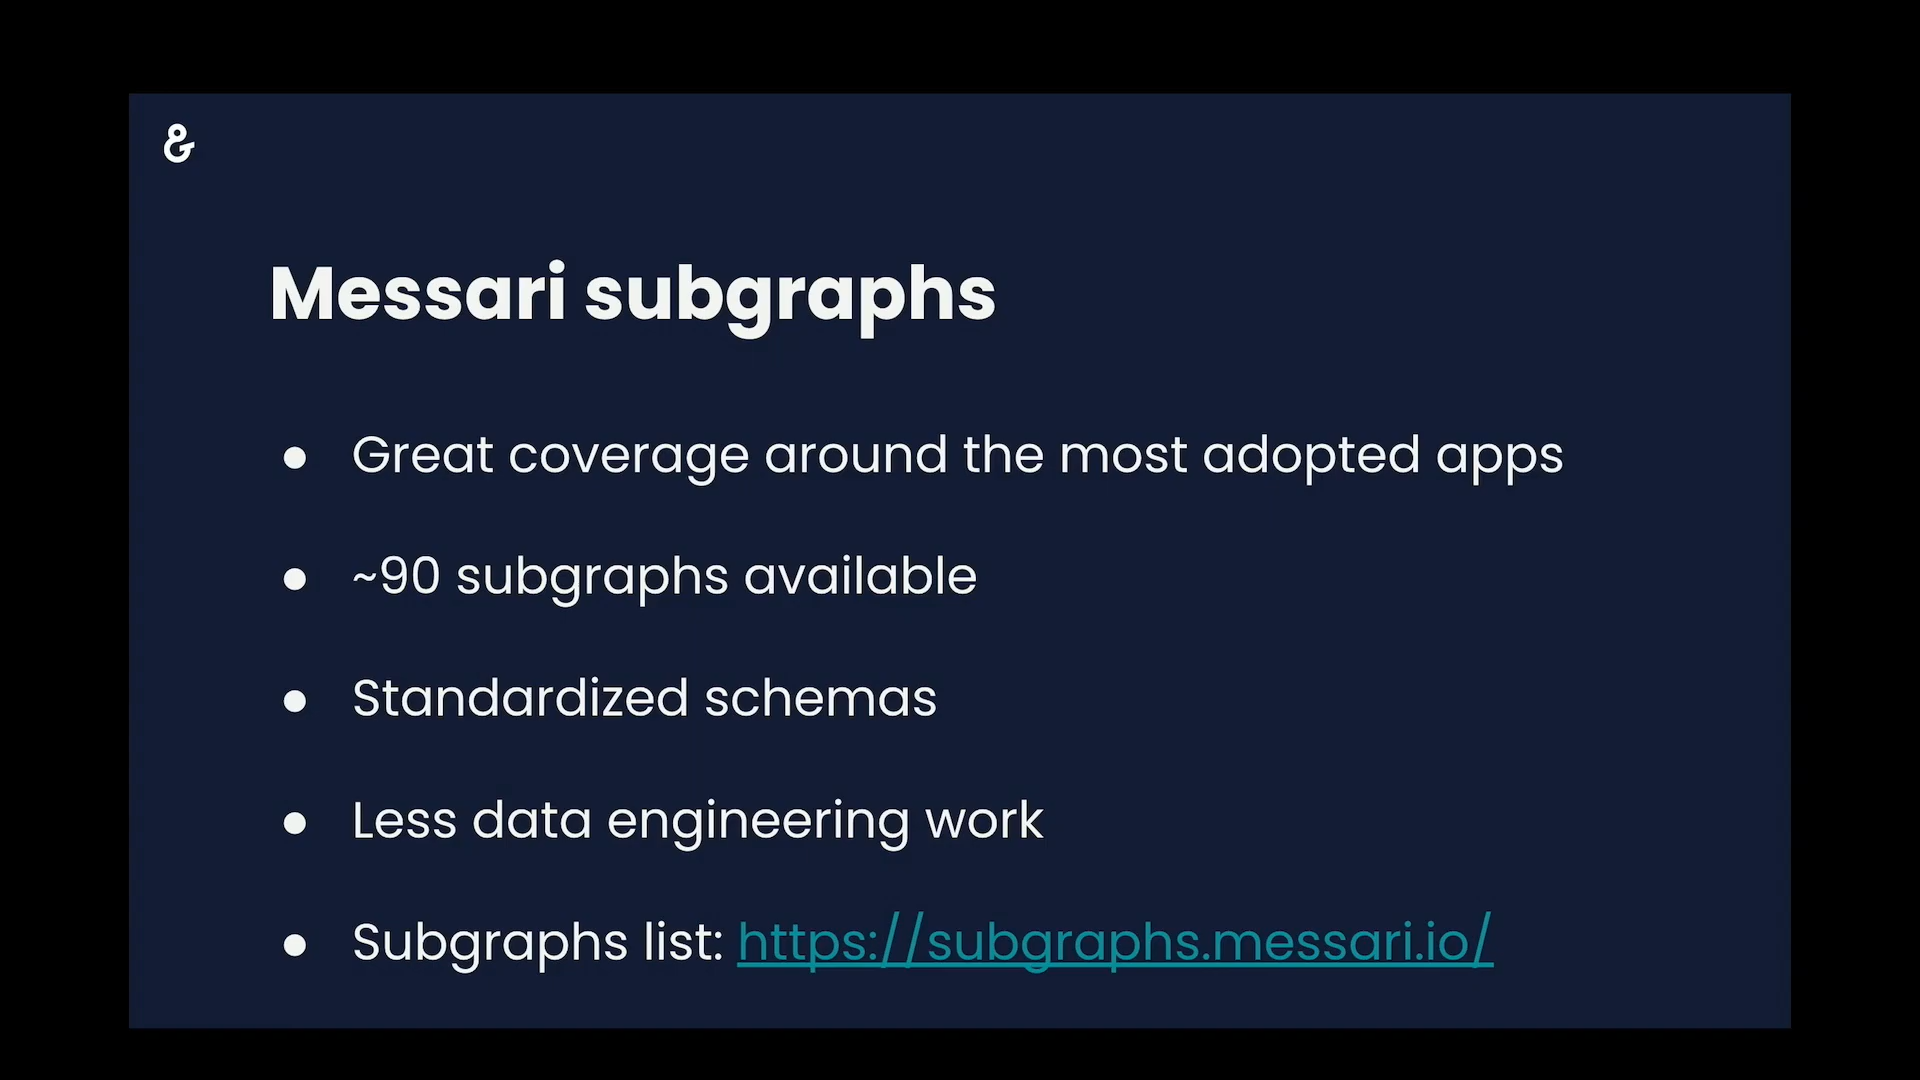 &
Messari subgraphs
● Great coverage around the most adopted apps
● ~90 subgraphs available
● Standardized schemas
● Less data engineering work
● Subgraphs list: https://subgraphs.messari.io/